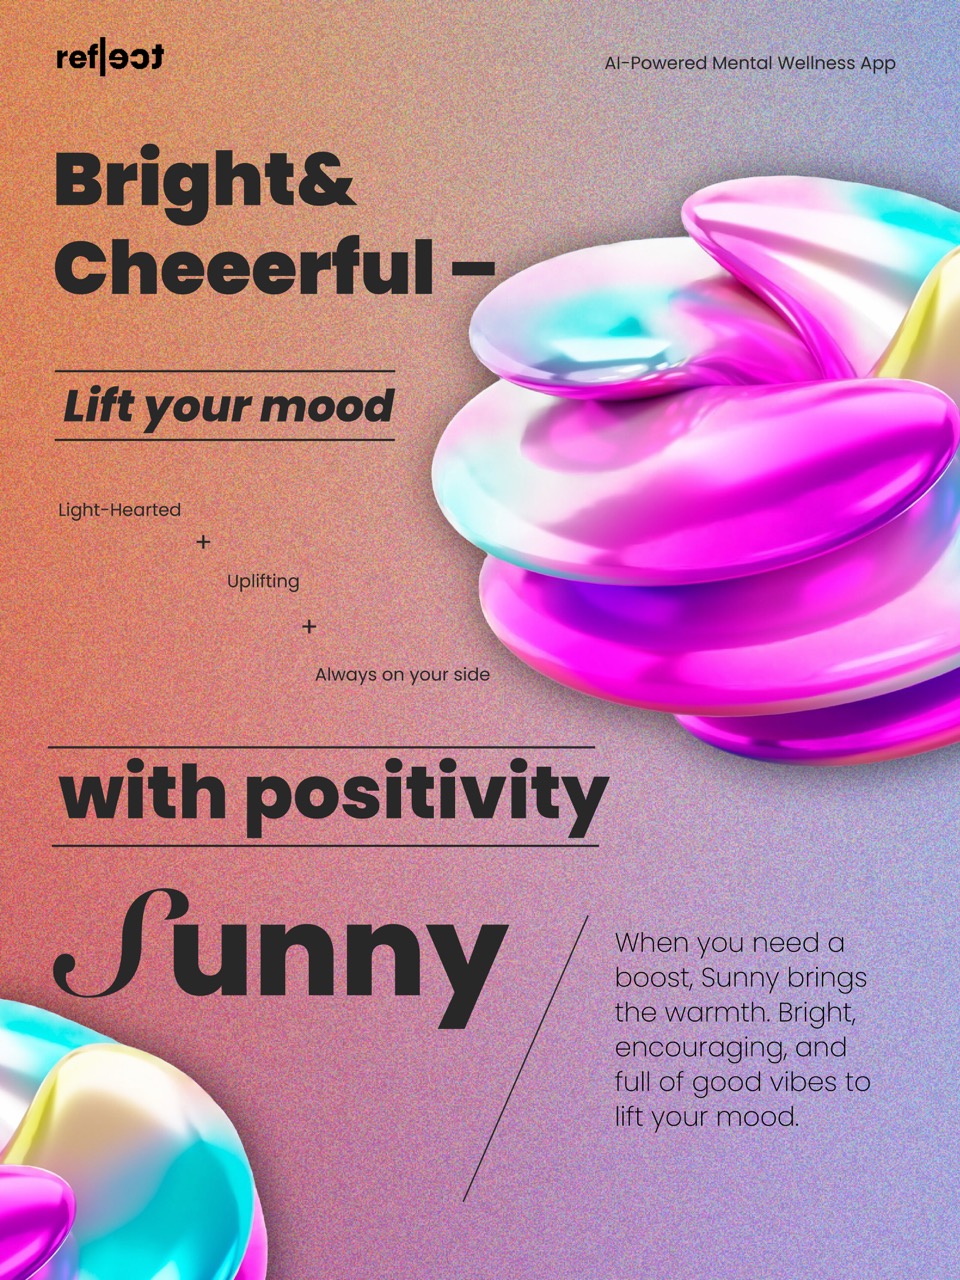 reflect
AI-Powered Mental Wellness App
Bright&
Cheeerful –
Lift your mood
Light-Hearted
+
Uplifting
+
Always on your side
with positivity
Sunny
When you need a
boost, Sunny brings
the warmth. Bright,
encouraging, and
full of good vibes to
lift your mood.